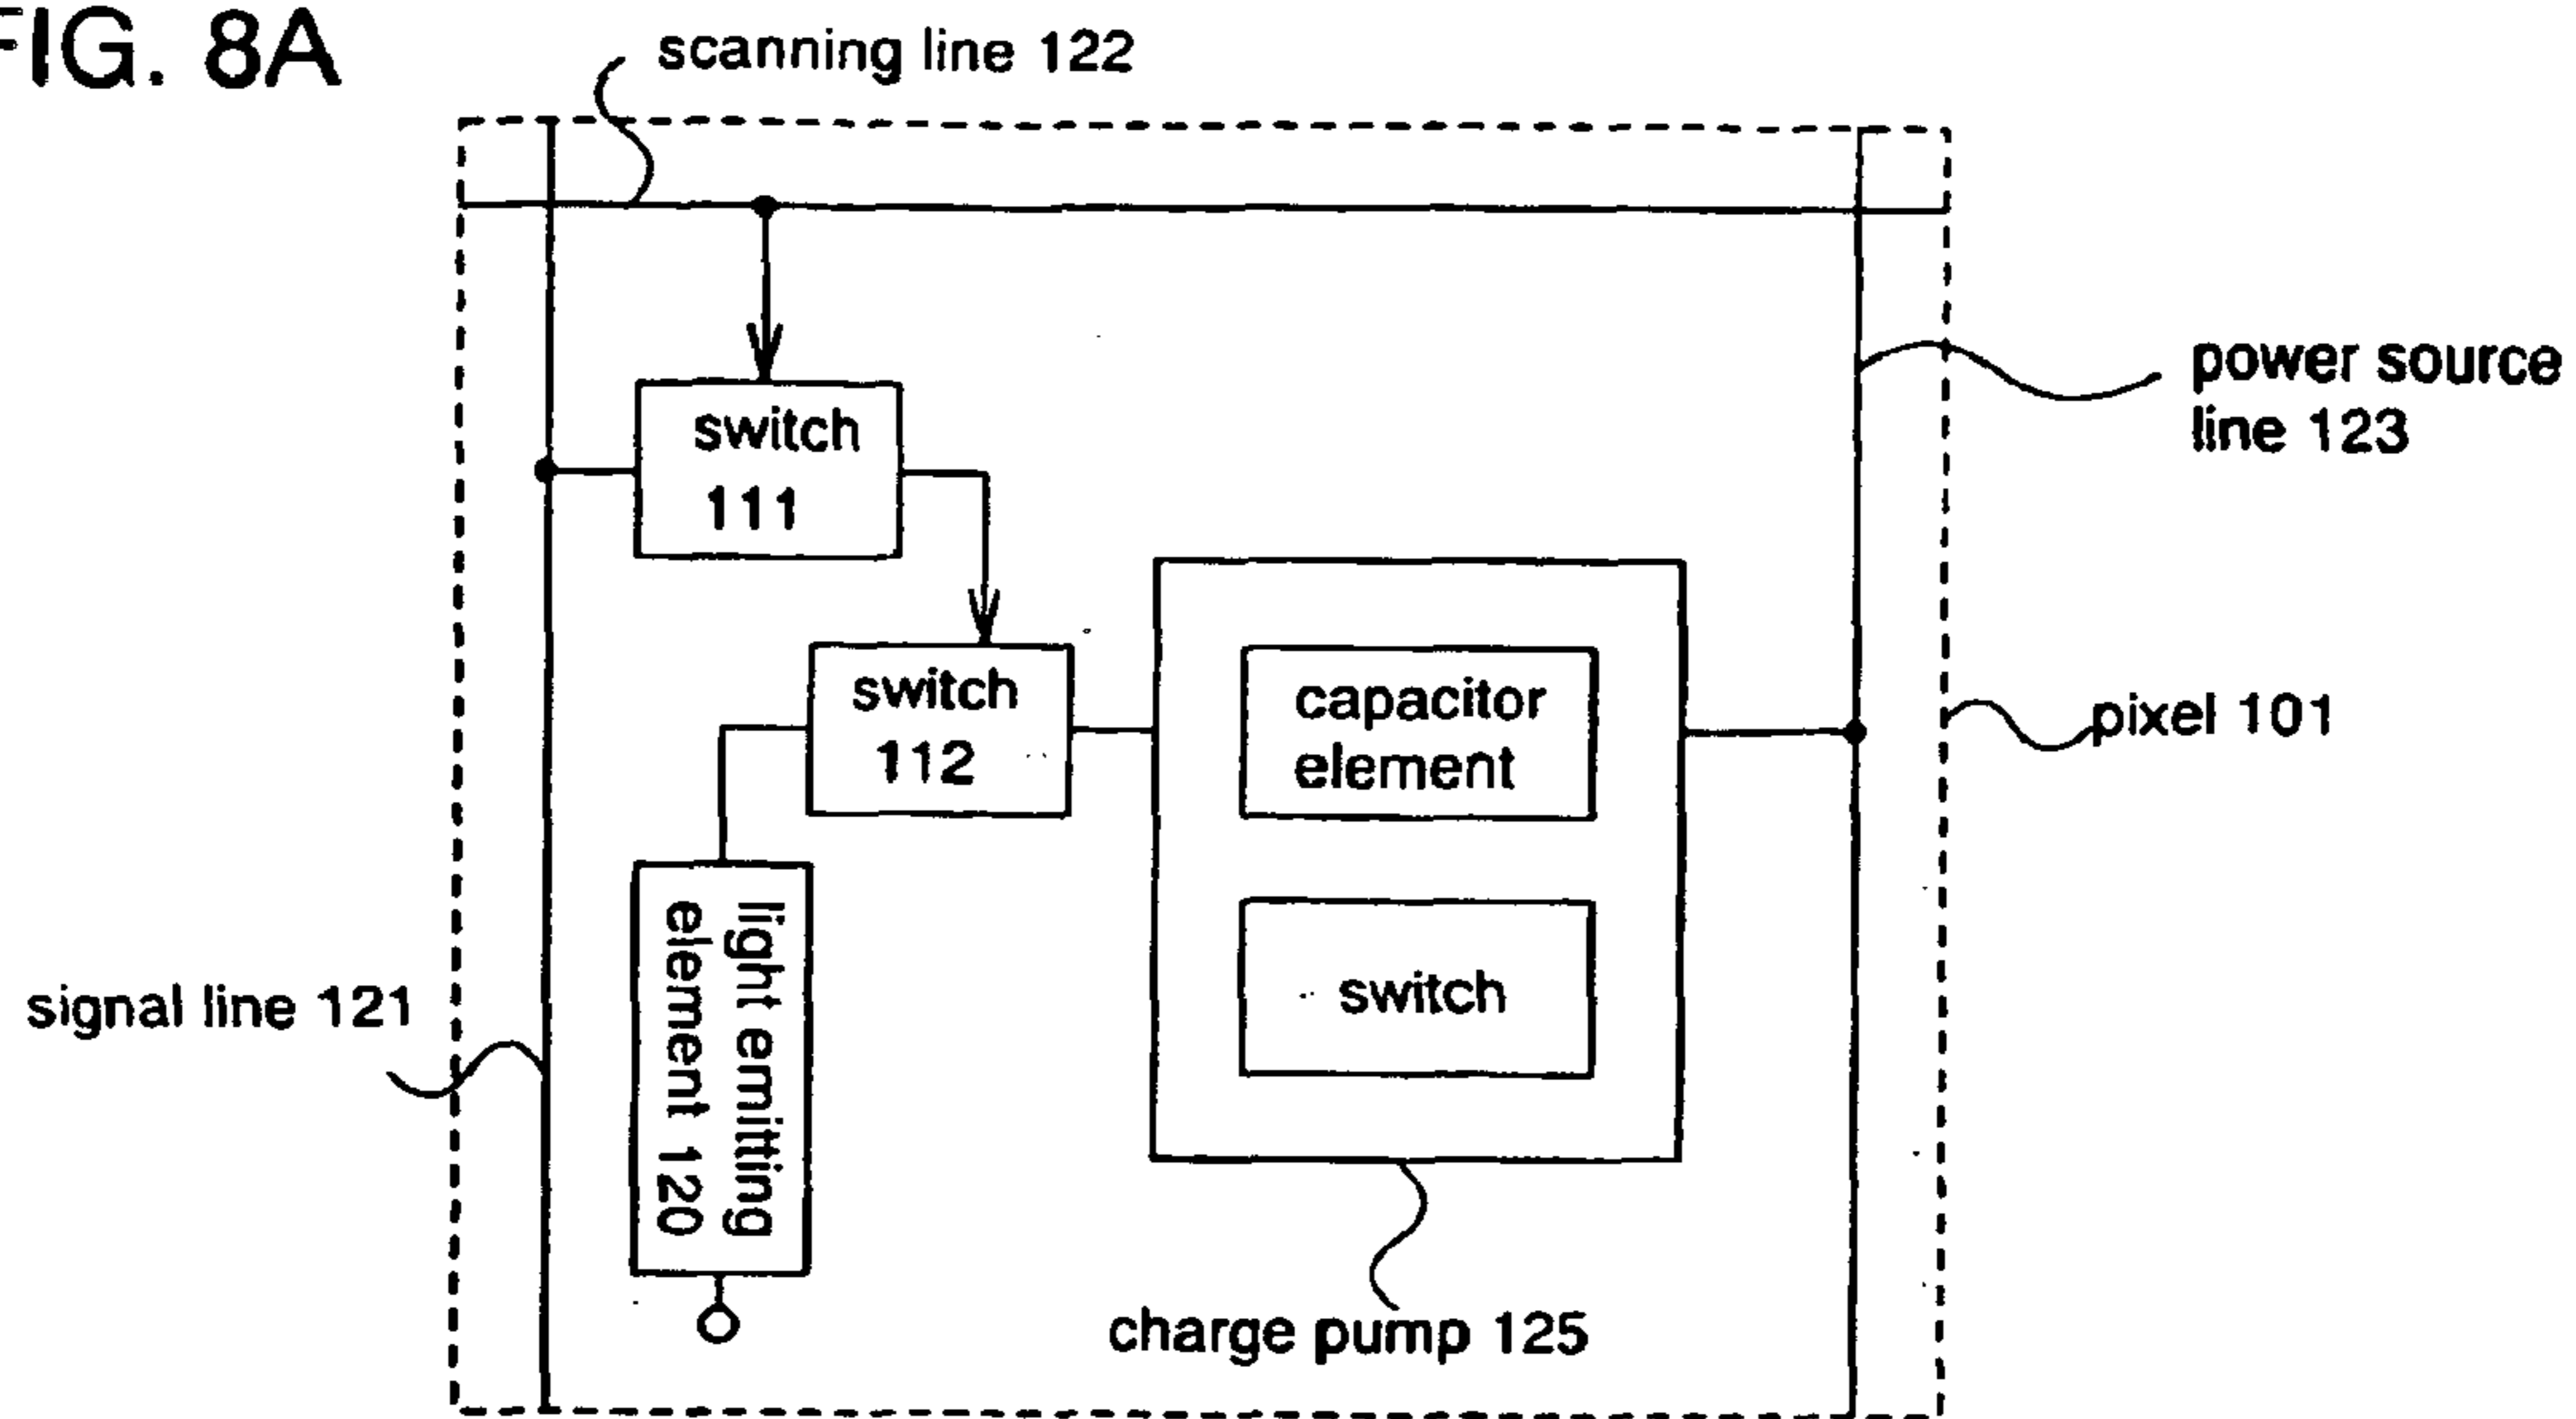 FIG. 8A
scanning line 122
power source
line 123
switch
111
switch
112
capacitor
element
pixel 101
light emitting
element 120
switch
signal line 121
charge pump 125